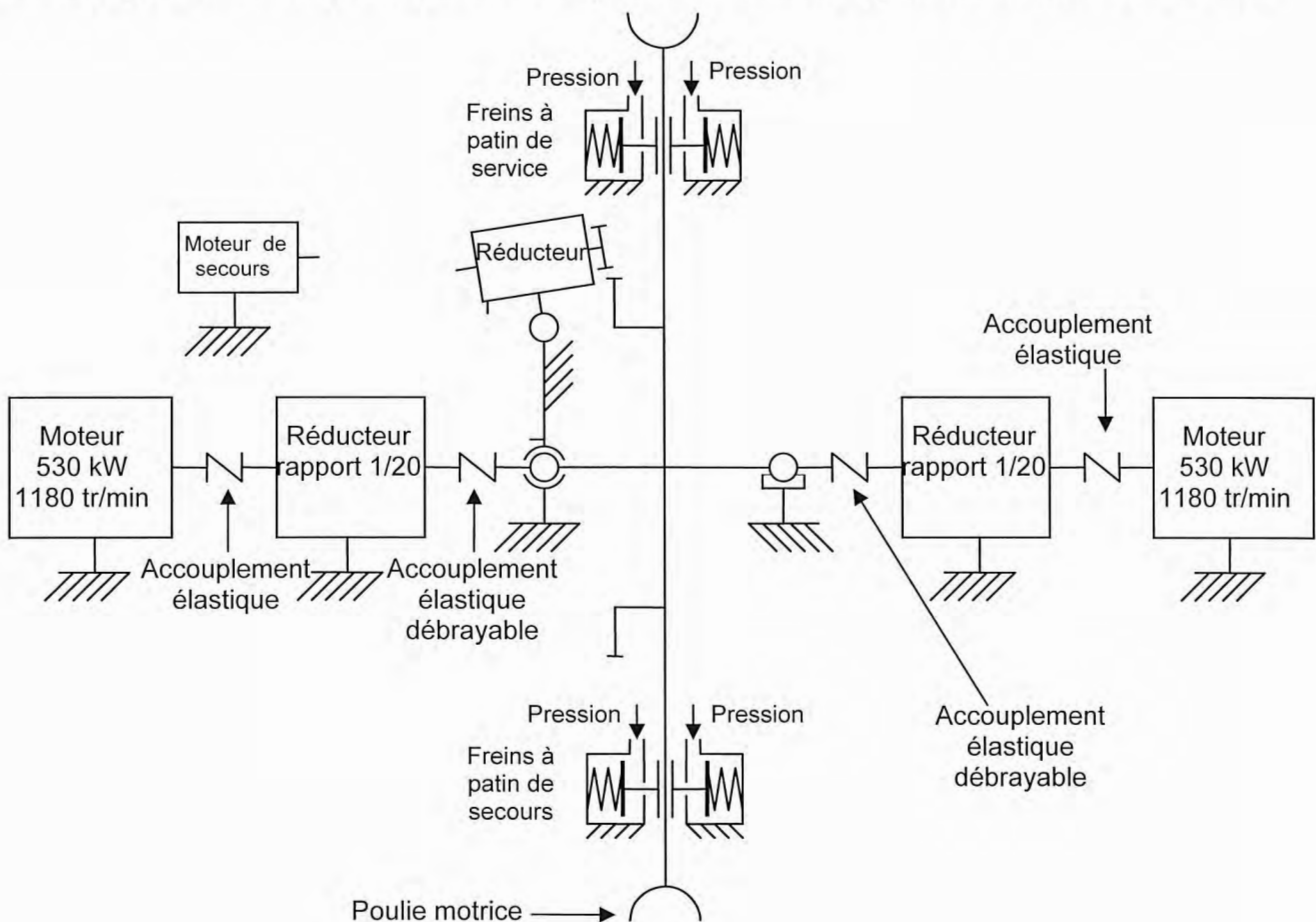 Pression
Pression
Freins à
patin de
service
Moteur de
secours
Réducteur
Accouplement
élastique
Moteur
530 kW
1180 tr/min
Réducteur
rapport 1/20
Réducteur
rapport 1/20
Moteur
530 kW
1180 tr/min
Accouplement
élastique
Accouplement
élastique
débrayable
Pression
Pression
Freins à
patin de
secours
Accouplement
élastique
débrayable
Poulie motrice